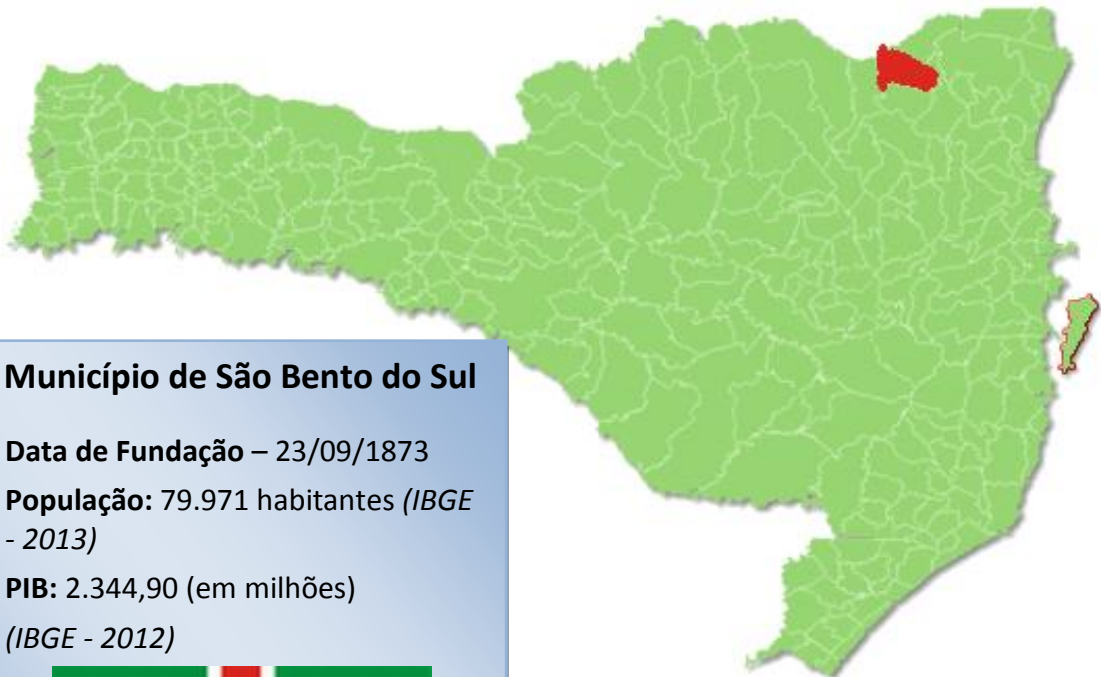 Município de São Bento do Sul
Data de Fundação – 23/09/1873
População: 79.971 habitantes (IBGE
- 2013)
PIB: 2.344,90 (em milhões)
(IBGE - 2012)